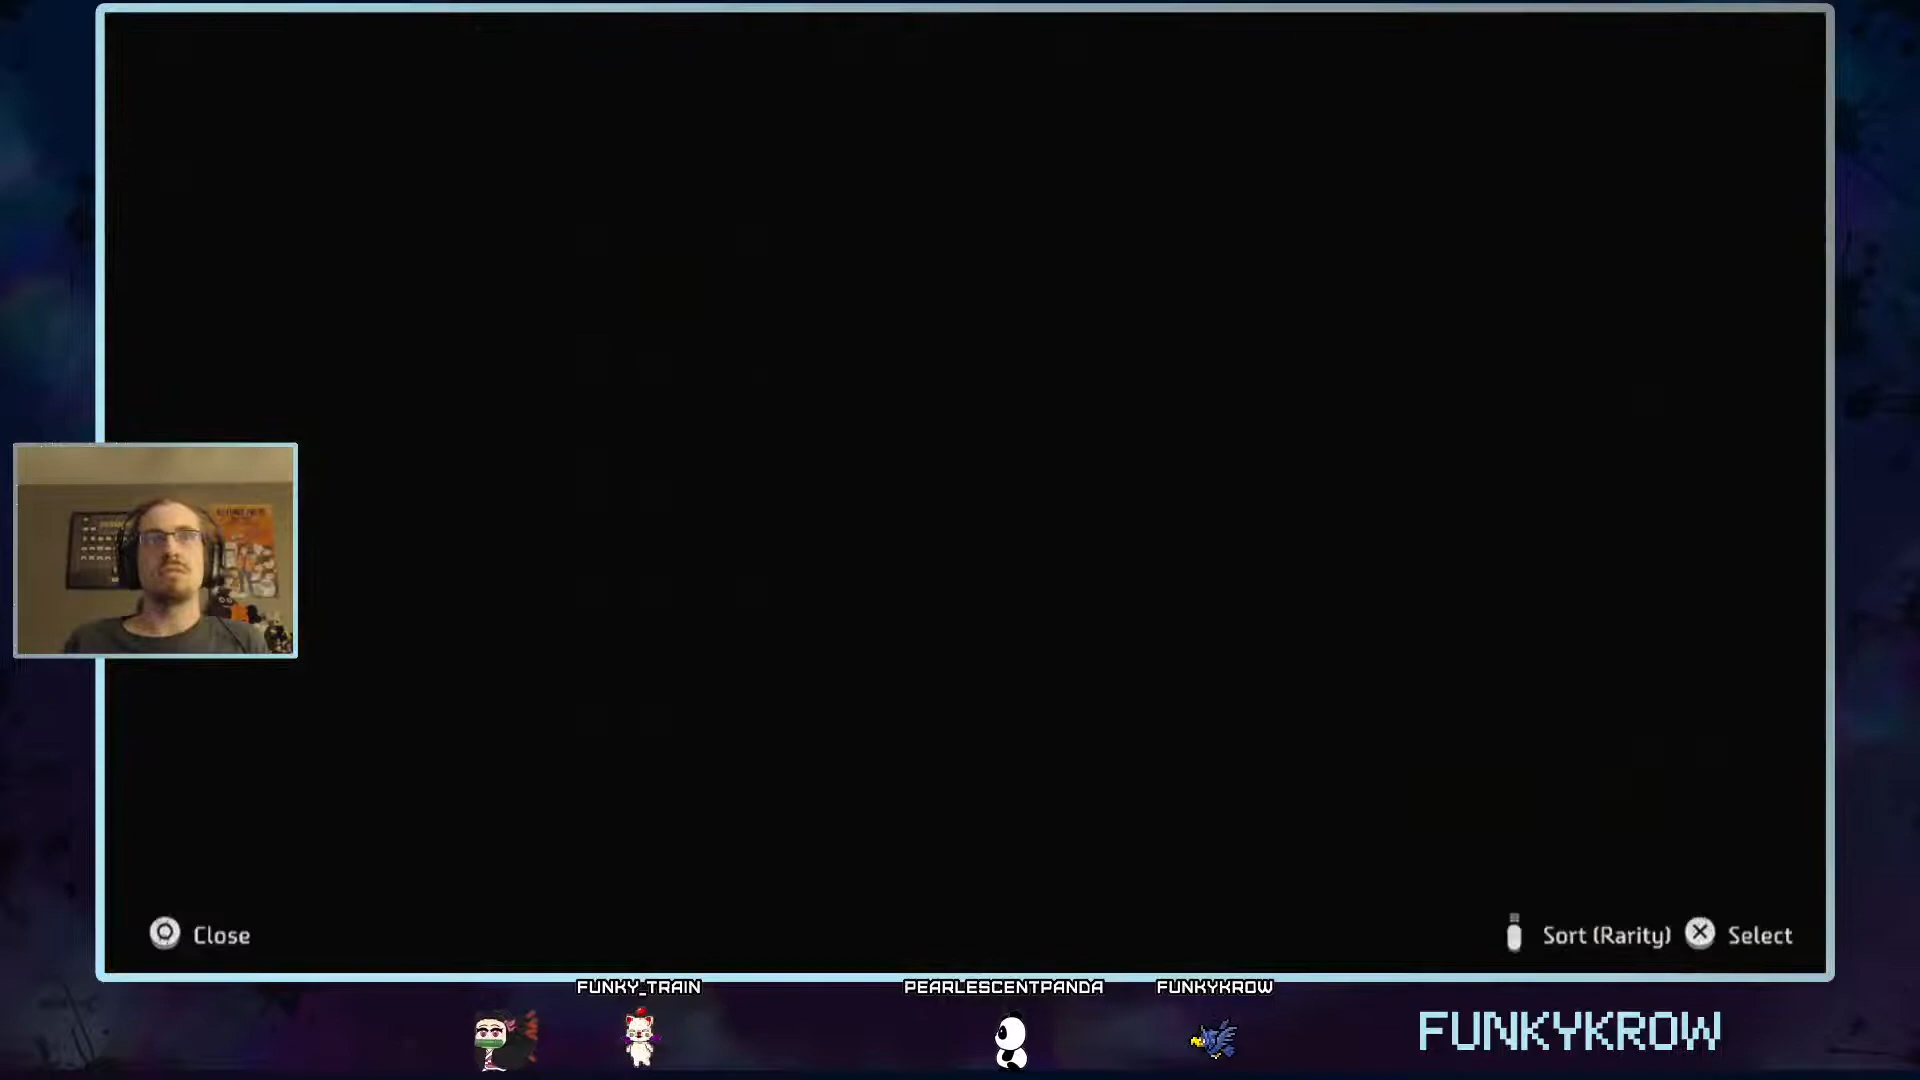 Close
Sort (Rarity)
Select
FUNKY_TRAIN
PEARLESCENTPANDA
FUNKYKROW
FUNKYKROW